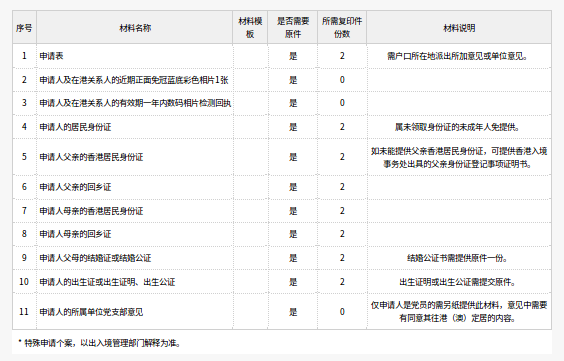 序号 材料名称 材料模板 是否需要原件 所需复印件份数 材料说明
1 申请表 是 2 需户口所在地派出所加意见或单位意见。
2 申请人及在港关系人的近期正面免冠蓝底彩色相片1张 是 0
3 申请人及在港关系人的有效期一年内数码相片检测回执 是 0
4 申请人的居民身份证 是 2 属未领取身份证的未成年人免提供。
5 申请人父亲的香港居民身份证 是 2 如未能提供父亲香港居民身份证，可提供香港入境
事务处出具的父亲身份证登记事项证明书。
6 申请人父亲的回乡证 是 2
7 申请人母亲的香港居民身份证 是 2
8 申请人母亲的回乡证 是 2
9 申请人父母的结婚证或结婚公证 是 2 结婚公证书需提供原件一份。
10 申请人的出生证或出生证明、出生公证 是 2 出生证明或出生公证需提交原件。
11 申请人的所属单位党支部意见 是 0 仅申请人是党员的需另纸提供此材料，意见中需要
有同意其往港（澳）定居的内容。
* 特殊申请个案，以出入境管理部门解释为准。